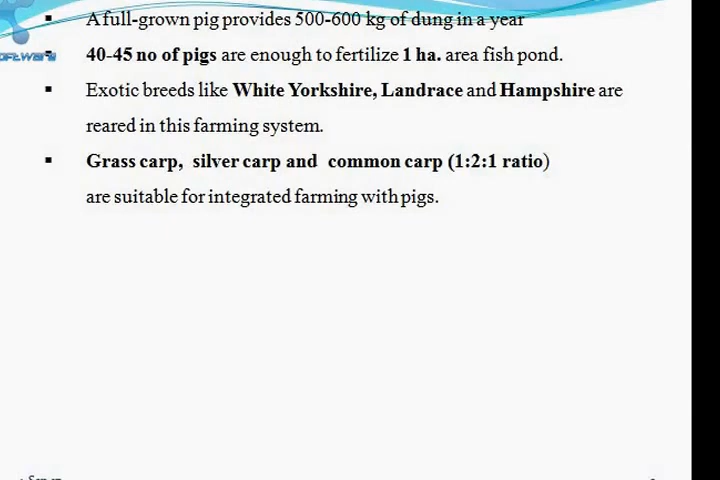 ▪ A full-grown pig provides 500-600 kg of dung in a year
▪ 40-45 no of pigs are enough to fertilize 1 ha. area fish pond.
▪ Exotic breeds like White Yorkshire, Landrace and Hampshire are
reared in this farming system.
▪ Grass carp, silver carp and common carp (1:2:1 ratio)
are suitable for integrated farming with pigs.